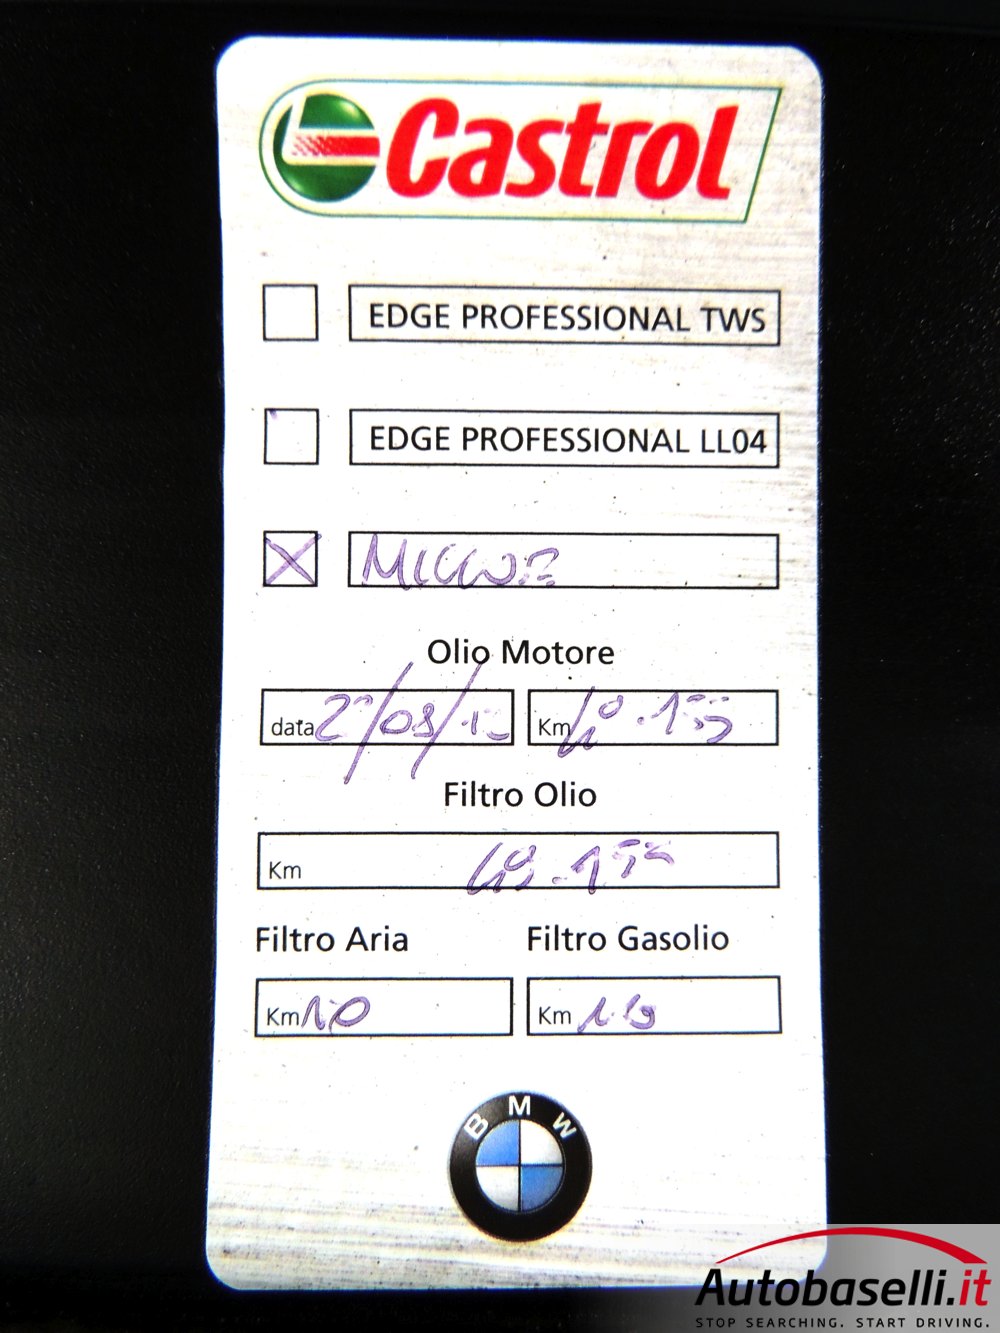 Castrol
EDGE PROFESSIONAL TWS
EDGE PROFESSIONAL LL04
Olio Motore
data
Km
Filtro Olio
Km
Filtro Aria Filtro Gasolio
Km 10 Km
BMW
Autobaselli.it
STOP SEARCHING. START DRIVING.